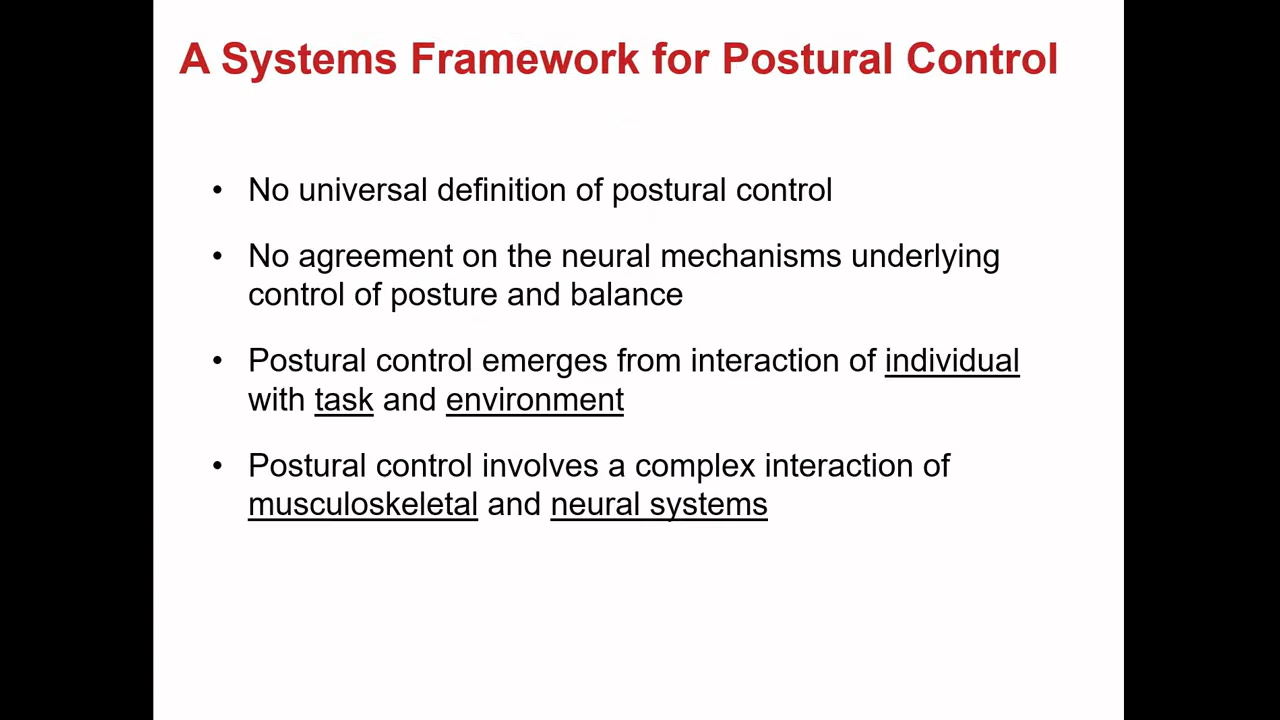 A Systems Framework for Postural Control
• No universal definition of postural control
• No agreement on the neural mechanisms underlying
control of posture and balance
• Postural control emerges from interaction of individual
with task and environment
• Postural control involves a complex interaction of
musculoskeletal and neural systems